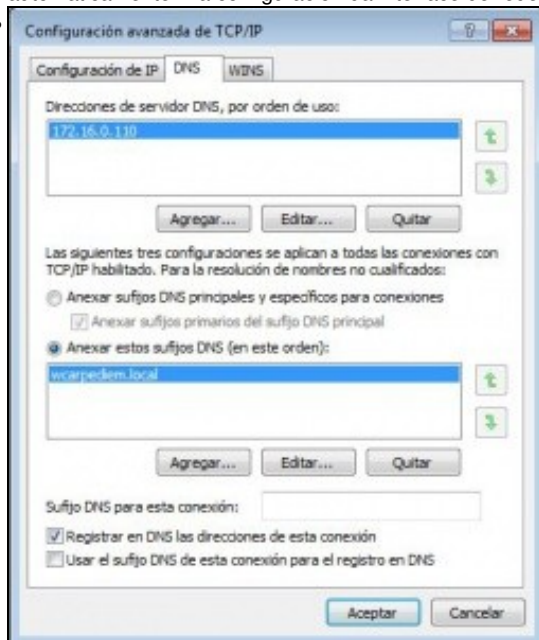 Configuración avanzada de TCP/IP
Configuración de IP DNS WINS
Direcciones de servidor DNS, por orden de uso:
172.16.0.110
Agregar... Editar... Quitar
Las siguientes tres configuraciones se aplican a todas las conexiones con
TCP/IP habilitado. Para la resolución de nombres no cualificados:
Anexar sufijos DNS principales y específicos para conexiones
Anexar sufijos primarios del sufijo DNS principal
Anexar estos sufijos DNS (en este orden):
wcarpediem.local
Agregar... Editar... Quitar
Sufijo DNS para esta conexión:
Registrar en DNS las direcciones de esta conexión
Usar el sufijo DNS de esta conexión para el registro en DNS
Aceptar Cancelar